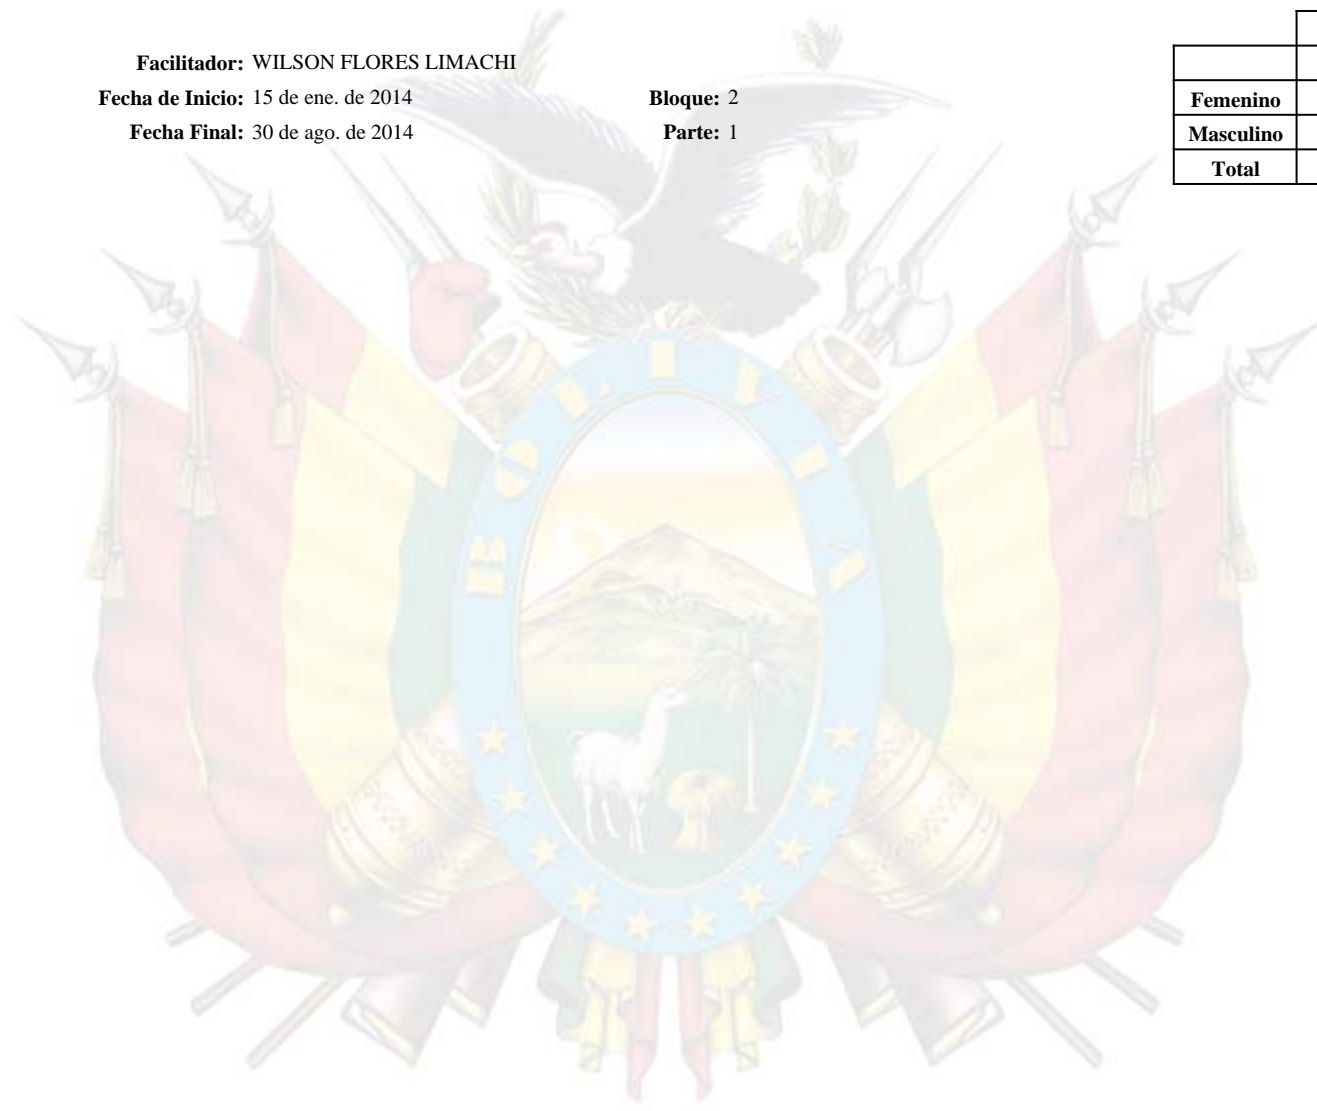 Facilitador: WILSON FLORES LIMACHI
Fecha de Inicio: 15 de ene. de 2014 Bloque: 2
Fecha Final: 30 de ago. de 2014 Parte: 1
Femenino
Masculino
Total
BOLIVIA